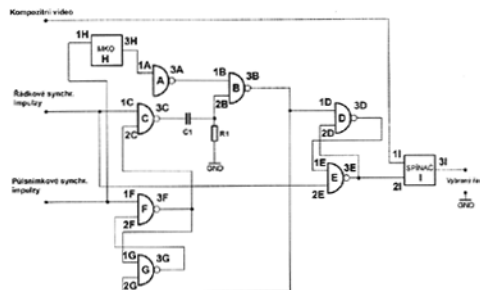 Kompozitní video
1H
MKO
H
3H
1A
A
3A
1B
2B
B
3B
Řádkové synchr.
impulzy
1C
2C
C
3C
C1
R1
GND
1D
2D
D
3D
1E
2E
E
3E
1I
2I
SPÍNAČ
I
3I
GND
Půlsnímkové synchr.
impulzy
1F
2F
F
3F
1G
2G
G
3G